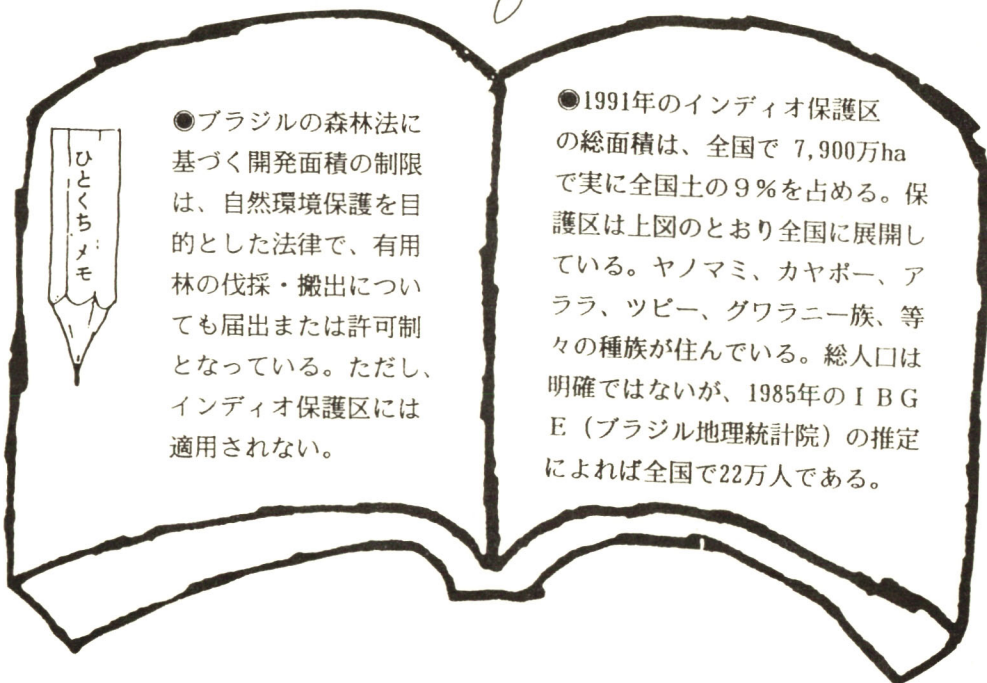 ひとくちメモ
◉ブラジルの森林法に
基づく開発面積の制限
は、自然環境保護を目
的とした法律で、有用
林の伐採・搬出につい
ても届出または許可制
となっている。ただし、
インディオ保護区には
適用されない。
◉1991年のインディオ保護区
の総面積は、全国で 7,900万ha
で実に全国土の９％を占める。保
護区は上図のとおり全国に展開し
ている。ヤノマミ、カヤポー、ア
ララ、ツピー、グワラニー族、等
々の種族が住んでいる。総人口は
明確ではないが、1985年のＩＢＧ
Ｅ（ブラジル地理統計院）の推定
によれば全国で22万人である。